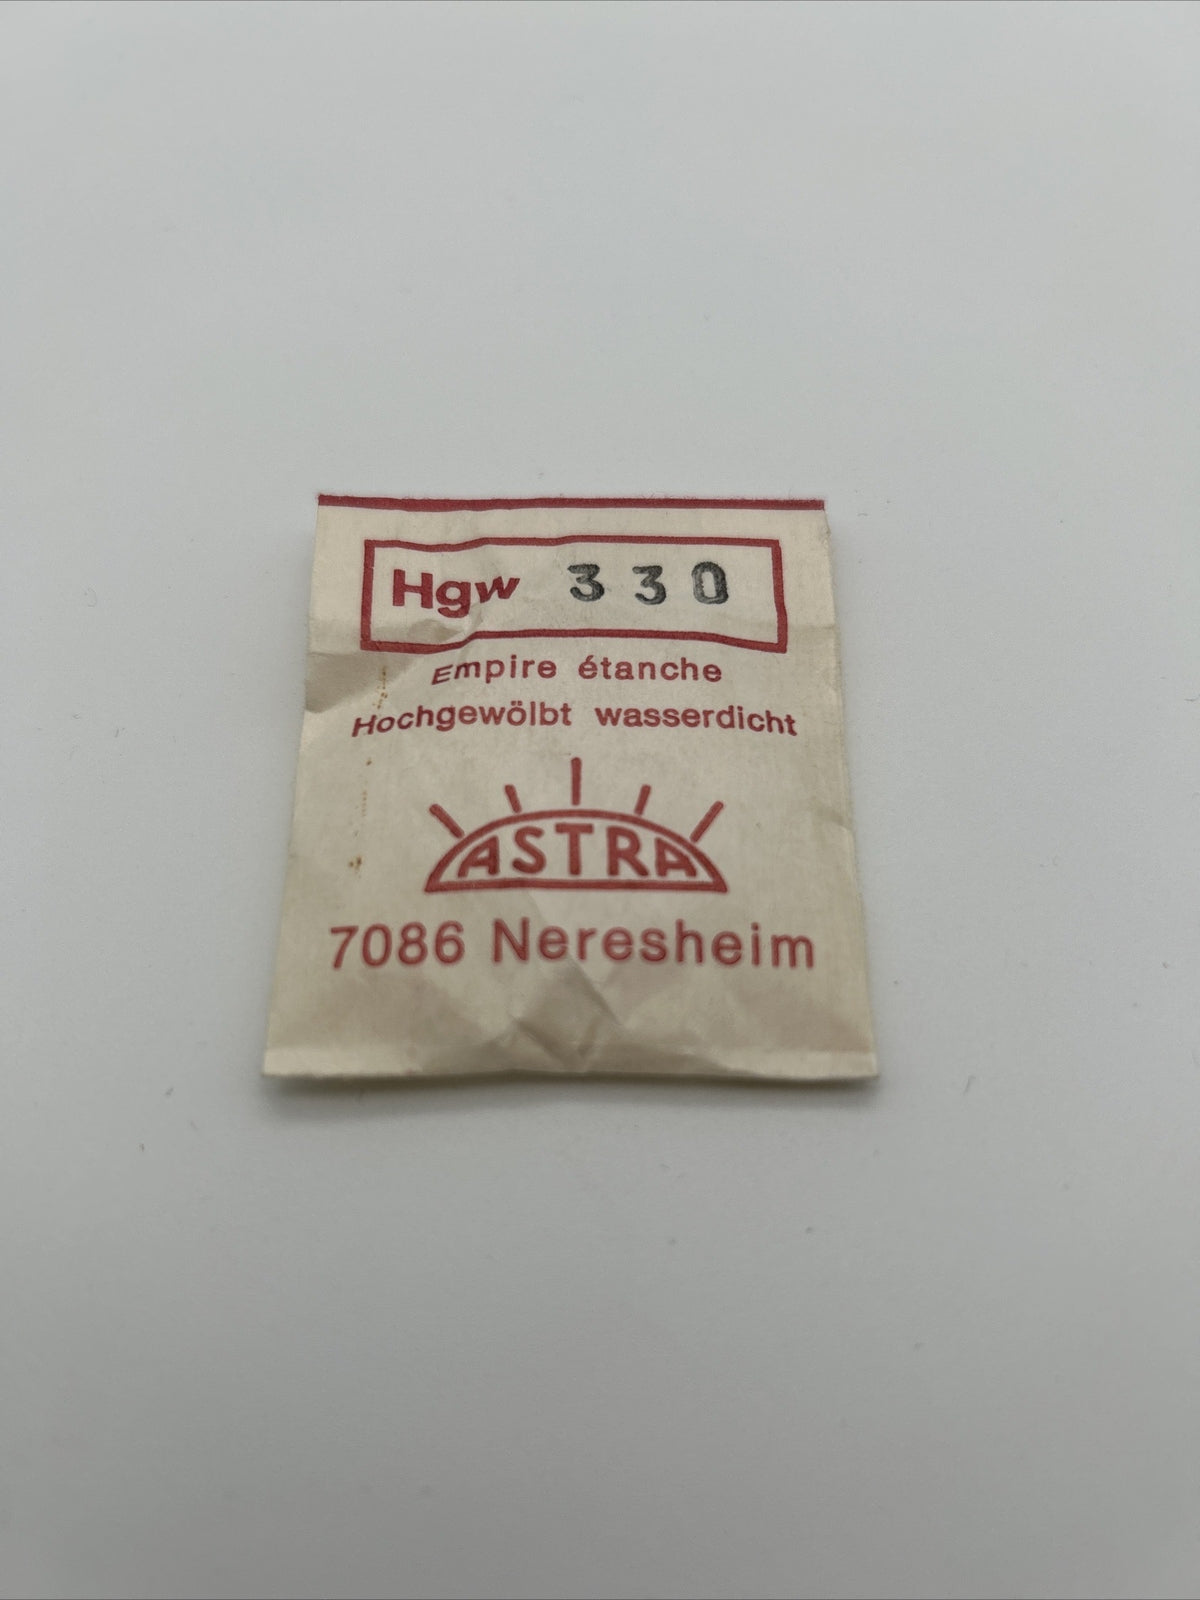 Hgw 330
Empire étanche
Hochgewölbt wasserdicht
ASTRA
7086 Neresheim